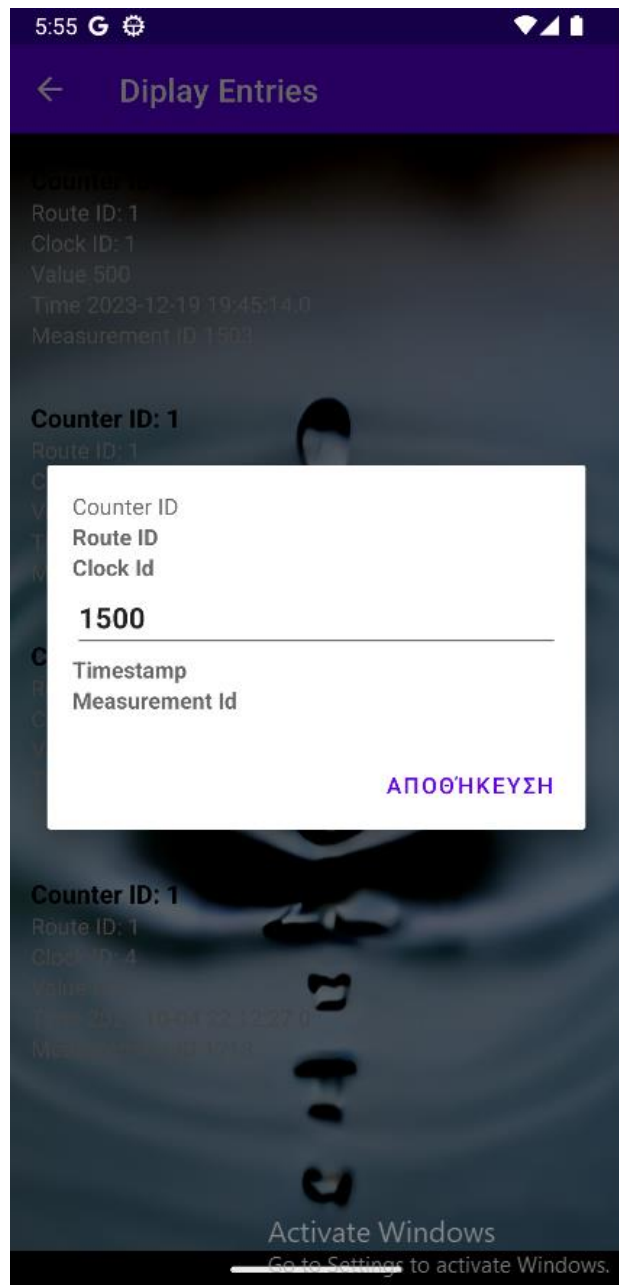 5:55 G
Diplay Entries
Counter
Route ID: 1
Clock ID: 1
Value 500
Time 2023-12-19 19:45:14.0
Measurement ID 1503
Counter ID: 1
Route ID: 1
Counter ID
Route ID
Clock Id
1500
Timestamp
Measurement Id
ΑΠΟΘΉΚΕΥΣΗ
Counter ID: 1
Route ID: 1
Clock ID: 4
Value
Activate Windows
Go to Settings to activate Windows.